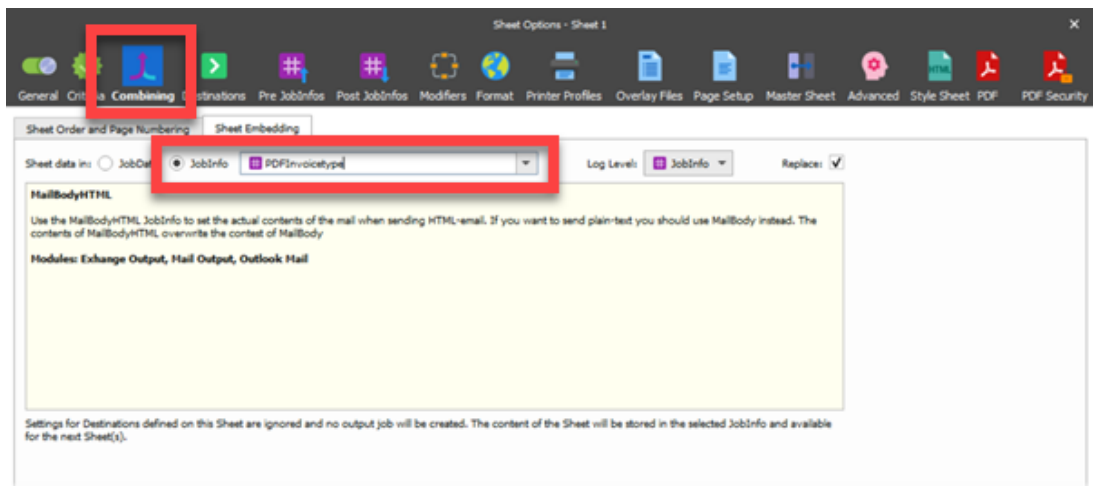 Sheet Options - Sheet 1
General Combining Pre JobInfos Post JobInfos Modifiers Format Printer Profiles Overlay Files Page Setup Master Sheet Advanced Style Sheet PDF PDF Security
Sheet Order and Page Numbering Sheet Embedding
Sheet data in: JobInfo PDFInvoicetype Log Level: JobInfo Replace:
MailBodyHTML
Use the MailBodyHTML JobInfo to set the actual contents of the mail when sending HTML-email. If you want to send plain-text you should use MailBody instead. The
contents of MailBodyHTML overwrite the contest of MailBody
Modules: Exhange Output, Mail Output, Outlook Mail
Settings for Destinations defined on this Sheet are ignored and no output job will be created. The content of the Sheet will be stored in the selected JobInfo and available
for the next Sheet(s).